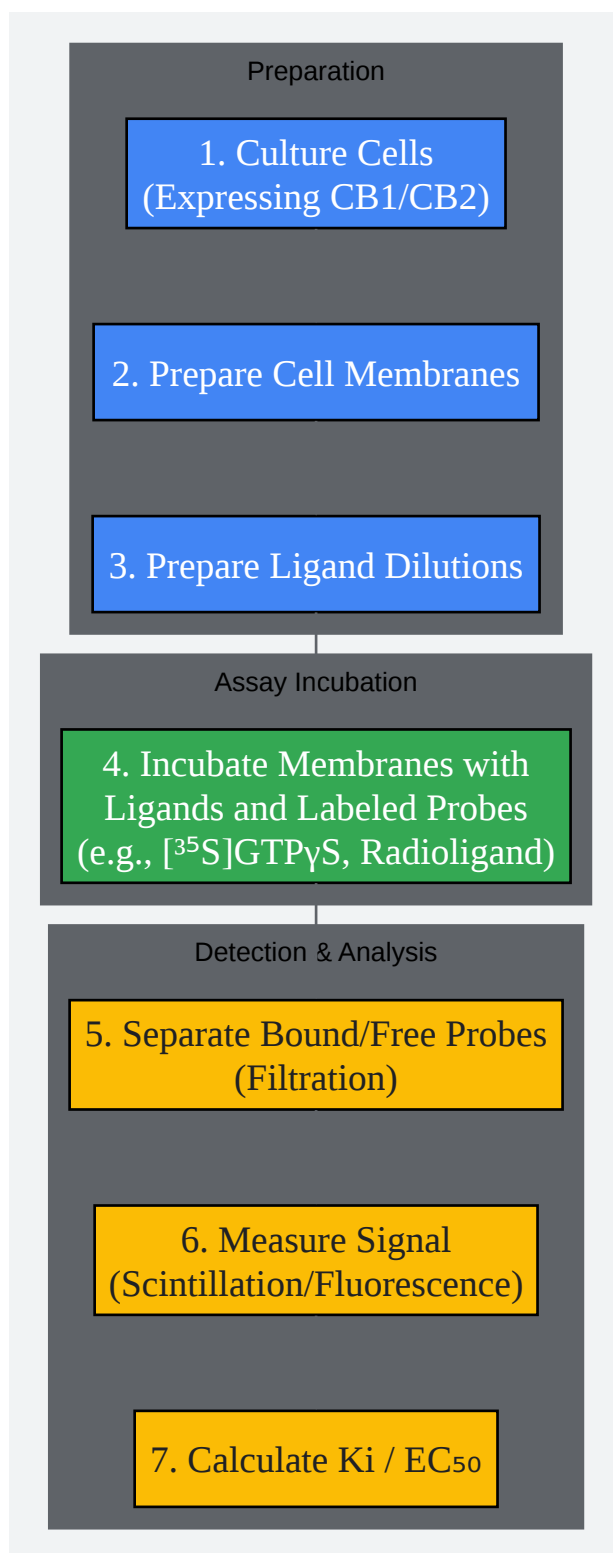 Preparation
1. Culture Cells
(Expressing CB1/CB2)
2. Prepare Cell Membranes
3. Prepare Ligand Dilutions
Assay Incubation
4. Incubate Membranes with
Ligands and Labeled Probes
(e.g., [³⁵S]GTPγS, Radioligand)
Detection & Analysis
5. Separate Bound/Free Probes
(Filtration)
6. Measure Signal
(Scintillation/Fluorescence)
7. Calculate Ki / EC₅₀